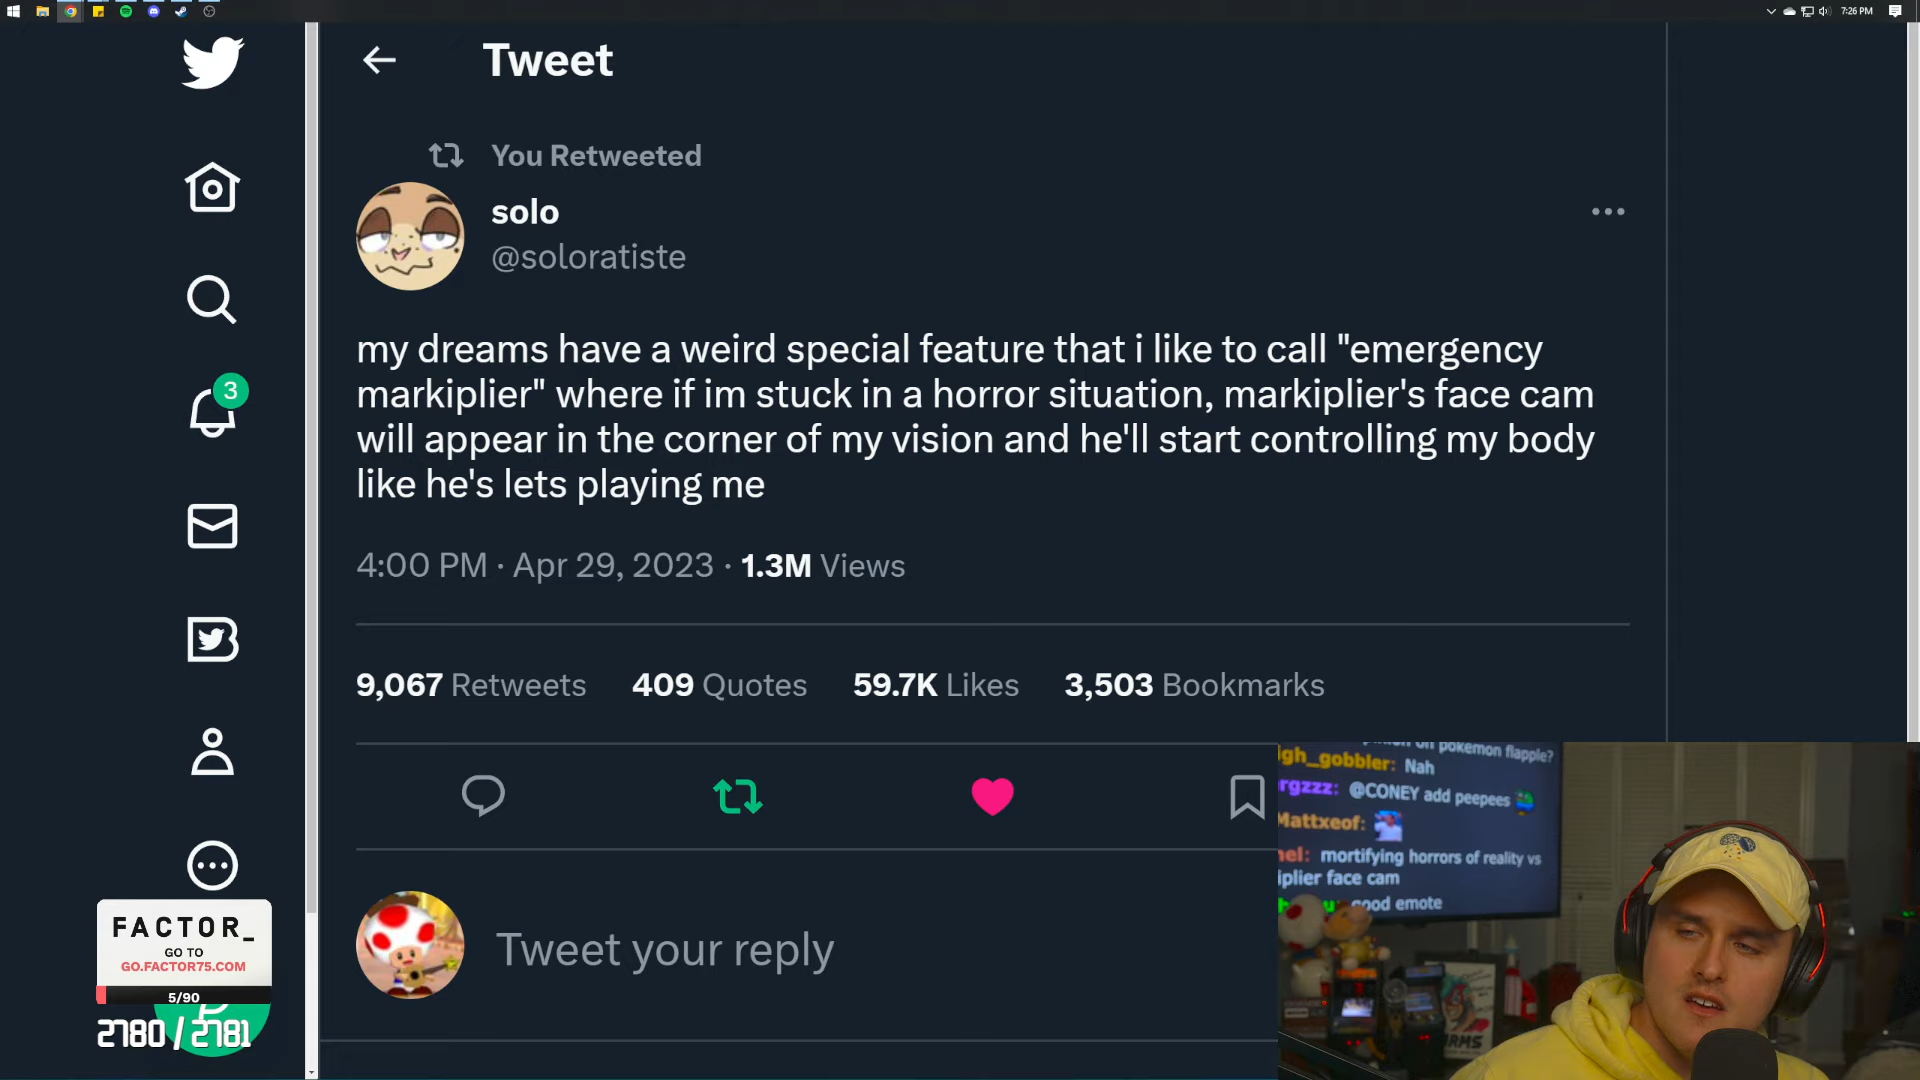 7:26 PM
Tweet
You Retweeted
solo
@soloratiste
my dreams have a weird special feature that i like to call "emergency
markiplier" where if im stuck in a horror situation, markiplier's face cam
will appear in the corner of my vision and he'll start controlling my body
like he's lets playing me
4:00 PM · Apr 29, 2023 · 1.3M Views
9,067 Retweets 409 Quotes 59.7K Likes 3,503 Bookmarks
Tweet your reply
3
FACTOR_
GO TO
GO.FACTOR75.COM
5/90
2780 / 2781
on pokemon flapple?
igh_gobbler: Nah
rgzzz: @CONEY add peepees
Mattxeof:
nel: mortifying horrors of reality vs
iplier face cam
good emote